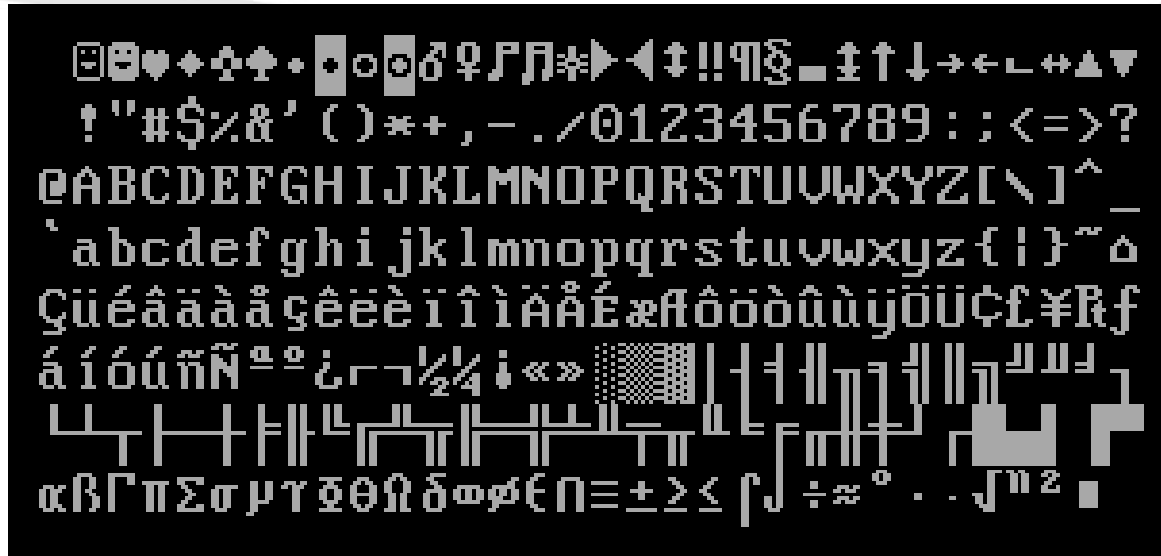 ☺☻♥♦♣♠•◘○◙♂♀♪♫☼►◄↕‼¶§▬↨↑↓→←∟↔▲▼
!"#$%&'()*+,-./0123456789:;<=>?
@ABCDEFGHIJKLMNOPQRSTUVWXYZ[\]^_
`abcdefghijklmnopqrstuvwxyz{¦}~⌂
ÇüéâäàåçêëèïîìÄÅÉæÆôöòûùÿÖÜ¢£¥₧ƒ
áíóúñÑªº¿⌐¬½¼¡«»░▒▓│┤╡╢╖╕╣║╗╝╜╛┐
└┴┬├─┼╞╟╚╔╩╦╠═╬╧╨╤╥╙╘╒╓╫╪┘┌█▄▌▐▀
αßΓπΣσµτΦΘΩδ∞φε∩≡±≥≤⌠⌡÷≈°∙·√ⁿ²■